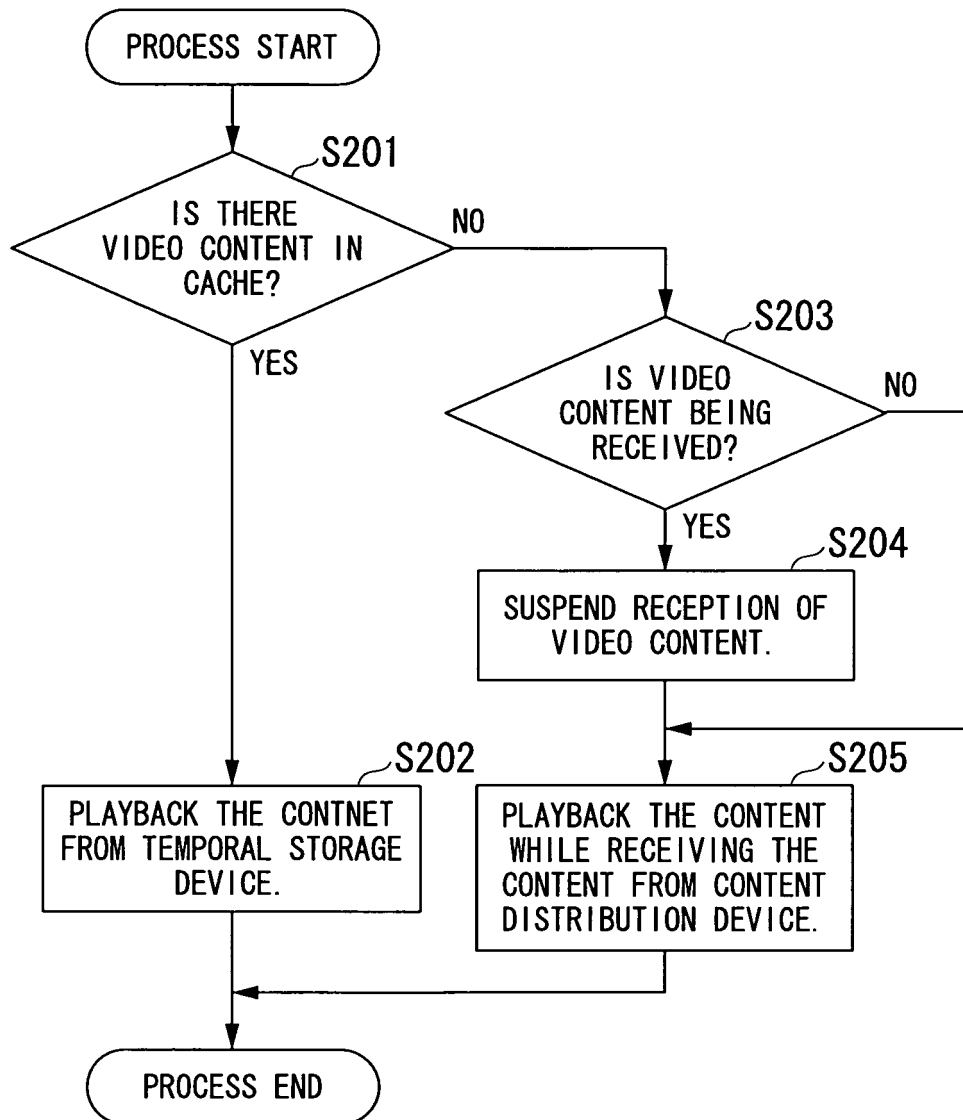 PROCESS START
S201
IS THERE
VIDEO CONTENT IN
CACHE?
NO
YES
S203
IS VIDEO
CONTENT BEING
RECEIVED?
NO
YES
S204
SUSPEND RECEPTION OF
VIDEO CONTENT.
S202
PLAYBACK THE CONTNET
FROM TEMPORAL STORAGE
DEVICE.
S205
PLAYBACK THE CONTENT
WHILE RECEIVING THE
CONTENT FROM CONTENT
DISTRIBUTION DEVICE.
PROCESS END